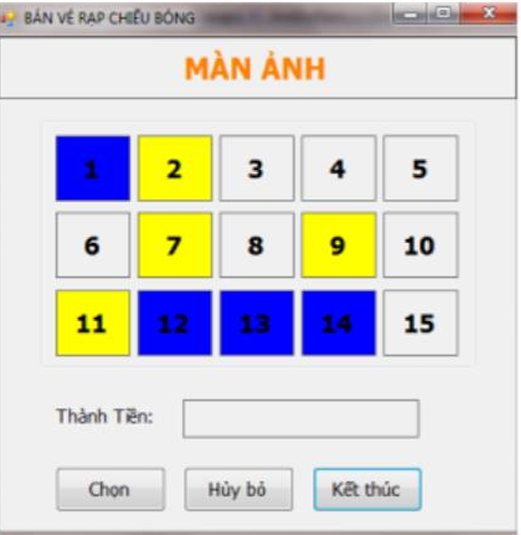 BÁN VÉ RẠP CHIẾU BÓNG
MÀN ẢNH
1 2 3 4 5
6 7 8 9 10
11 12 13 14 15
Thành Tiền:
Chọn Hủy bỏ Kết thúc